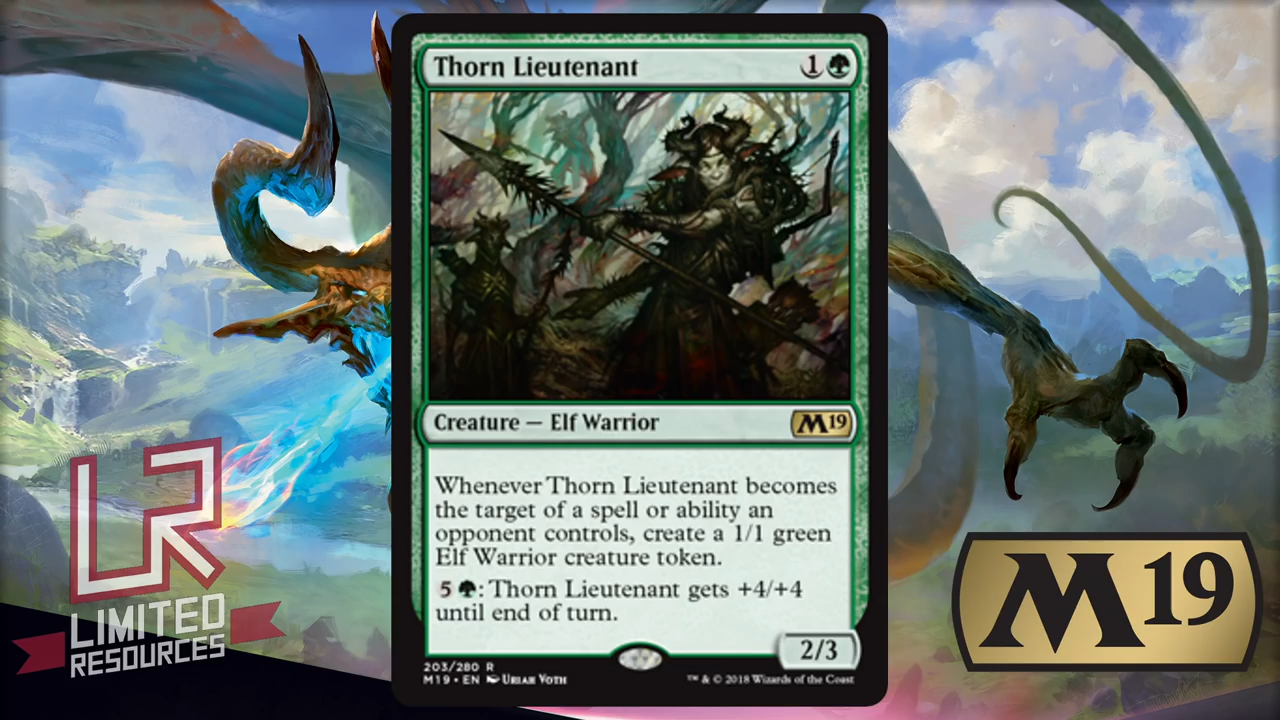 Thorn Lieutenant 1
Creature — Elf Warrior
M19
Whenever Thorn Lieutenant becomes
the target of a spell or ability an
opponent controls, create a 1/1 green
Elf Warrior creature token.
5 : Thorn Lieutenant gets +4/+4
until end of turn.
2/3
203/280 R
M19 • EN Uriah Voth
™ & © 2018 Wizards of the Coast
LR
LIMITED
RESOURCES
M19